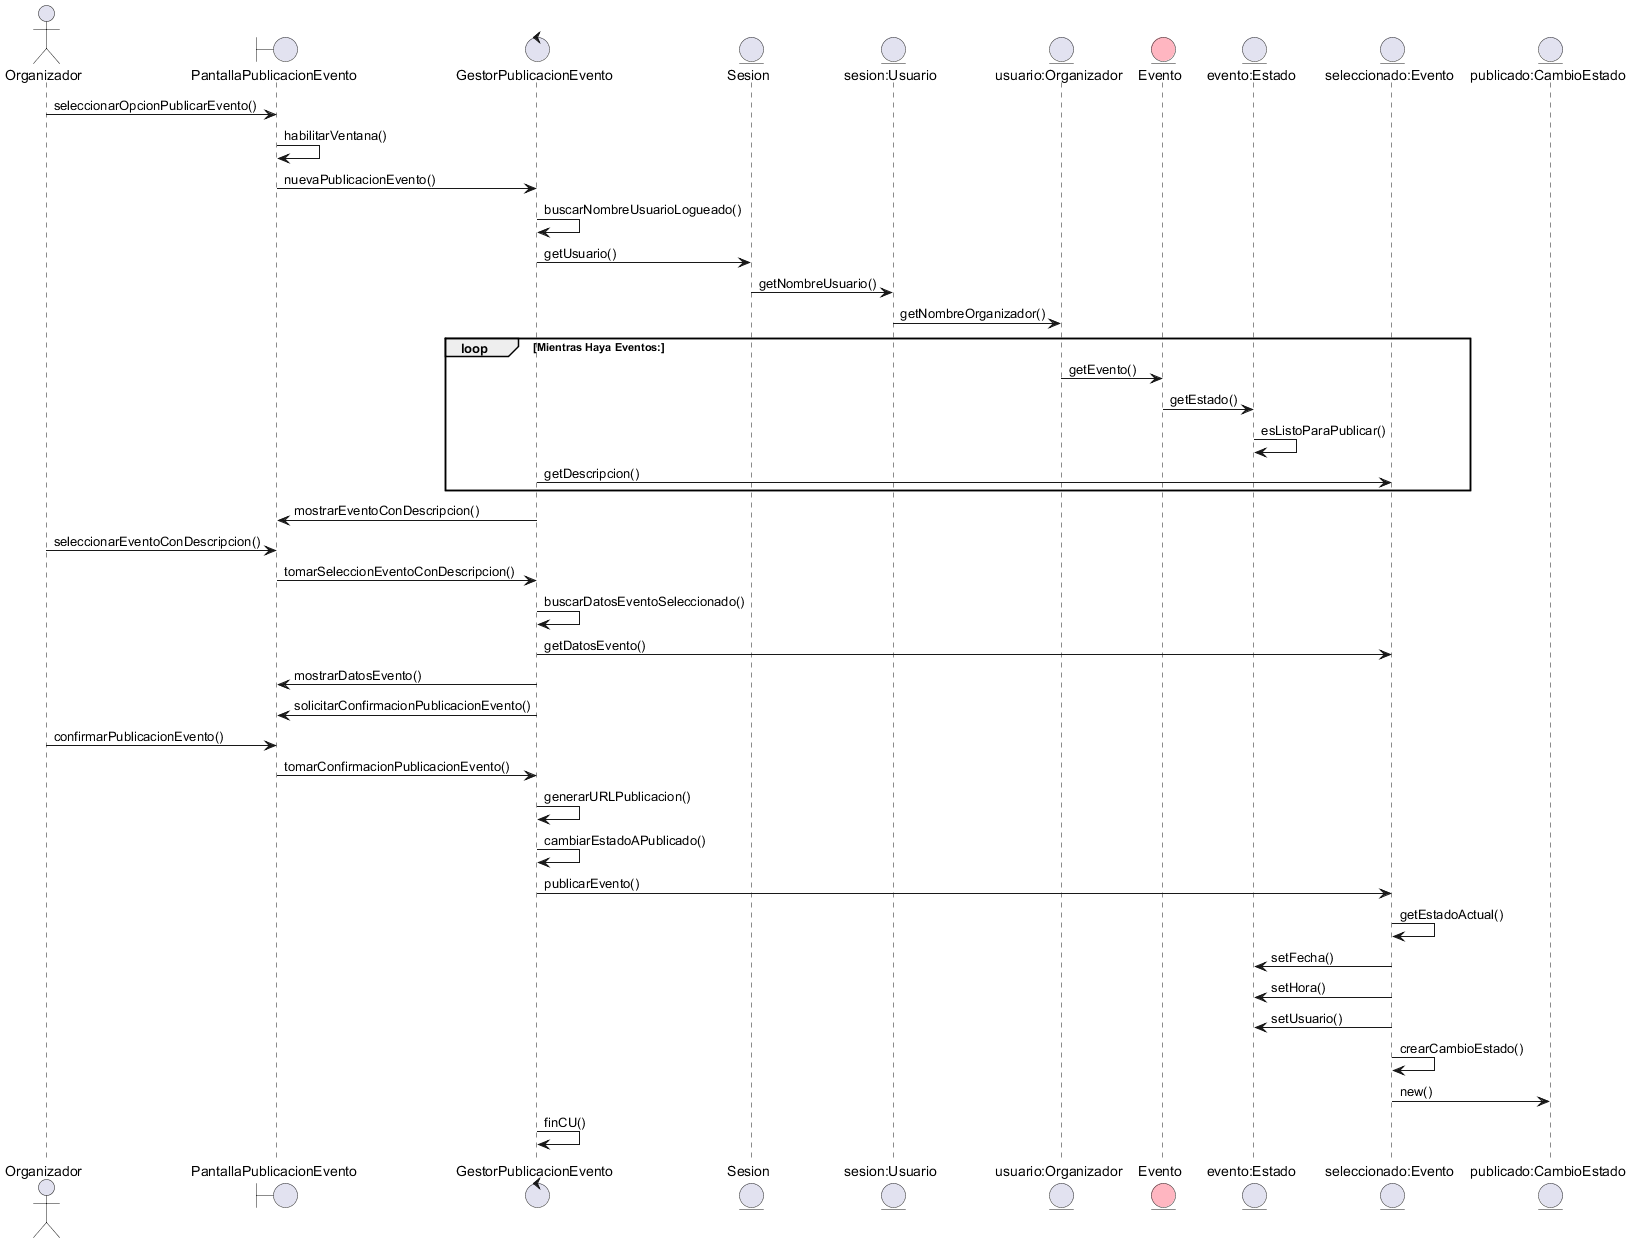 Organizador
PantallaPublicacionEvento
GestorPublicacionEvento
Sesion
sesion:Usuario
usuario:Organizador
Evento
evento:Estado
seleccionado:Evento
publicado:CambioEstado
seleccionarOpcionPublicarEvento()
habilitarVentana()
nuevaPublicacionEvento()
buscarNombreUsuarioLogueado()
getUsuario()
getNombreUsuario()
getNombreOrganizador()
loop
[Mientras Haya Eventos:]
getEvento()
getEstado()
esListoParaPublicar()
getDescripcion()
mostrarEventoConDescripcion()
seleccionarEventoConDescripcion()
tomarSeleccionEventoConDescripcion()
buscarDatosEventoSeleccionado()
getDatosEvento()
mostrarDatosEvento()
solicitarConfirmacionPublicacionEvento()
confirmarPublicacionEvento()
tomarConfirmacionPublicacionEvento()
generarURLPublicacion()
cambiarEstadoAPublicado()
publicarEvento()
getEstadoActual()
setFecha()
setHora()
setUsuario()
crearCambioEstado()
new()
finCU()
Organizador
PantallaPublicacionEvento
GestorPublicacionEvento
Sesion
sesion:Usuario
usuario:Organizador
Evento
evento:Estado
seleccionado:Evento
publicado:CambioEstado